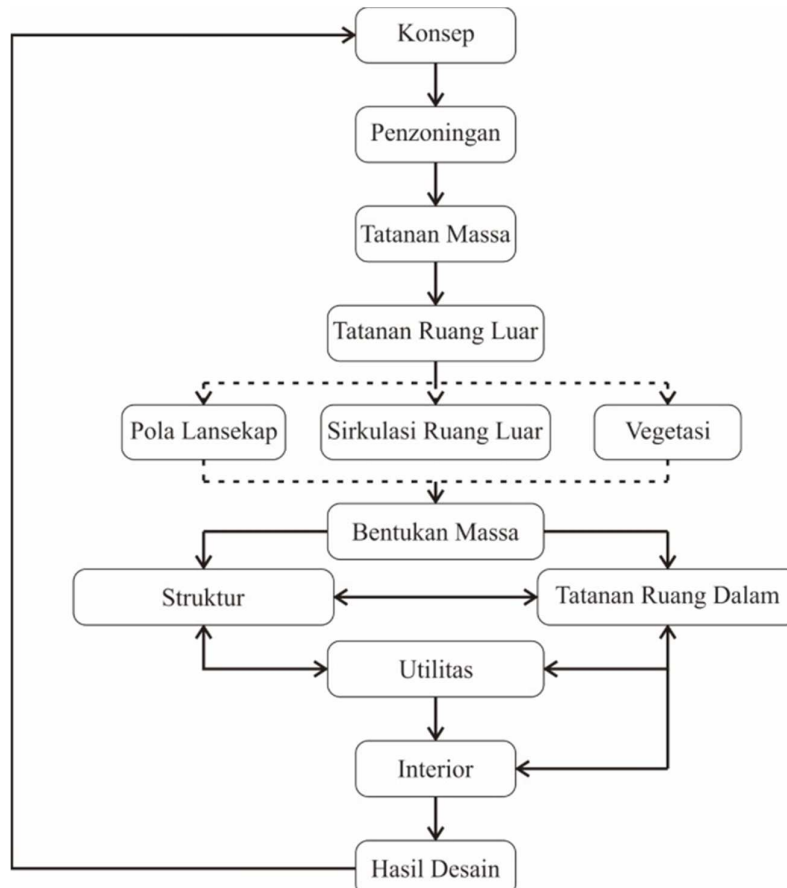 Konsep
Penzoningan
Tatanan Massa
Tatanan Ruang Luar
Pola Lansekap
Sirkulasi Ruang Luar
Vegetasi
Bentukan Massa
Struktur
Tatanan Ruang Dalam
Utilitas
Interior
Hasil Desain